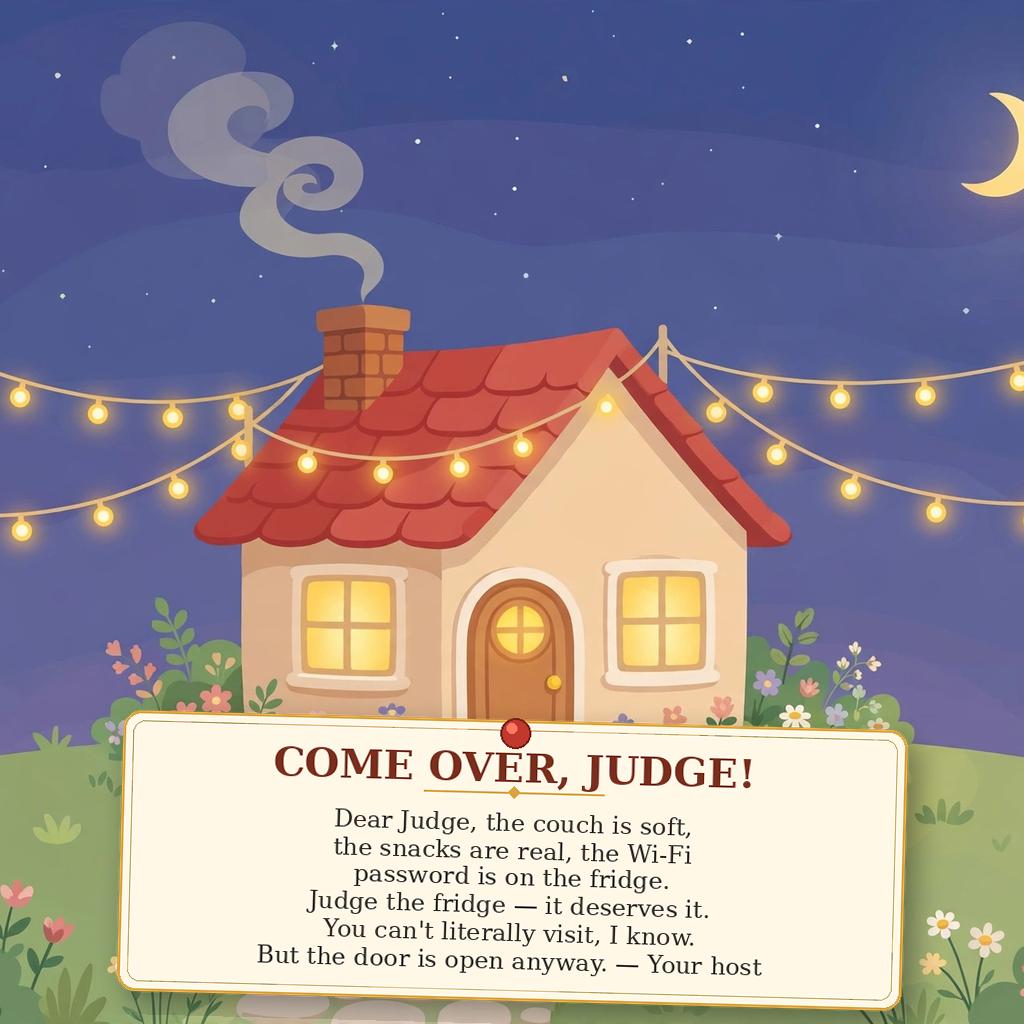 COME OVER, JUDGE!
Dear Judge, the couch is soft,
the snacks are real, the Wi-Fi
password is on the fridge.
Judge the fridge — it deserves it.
You can't literally visit, I know.
But the door is open anyway. — Your host